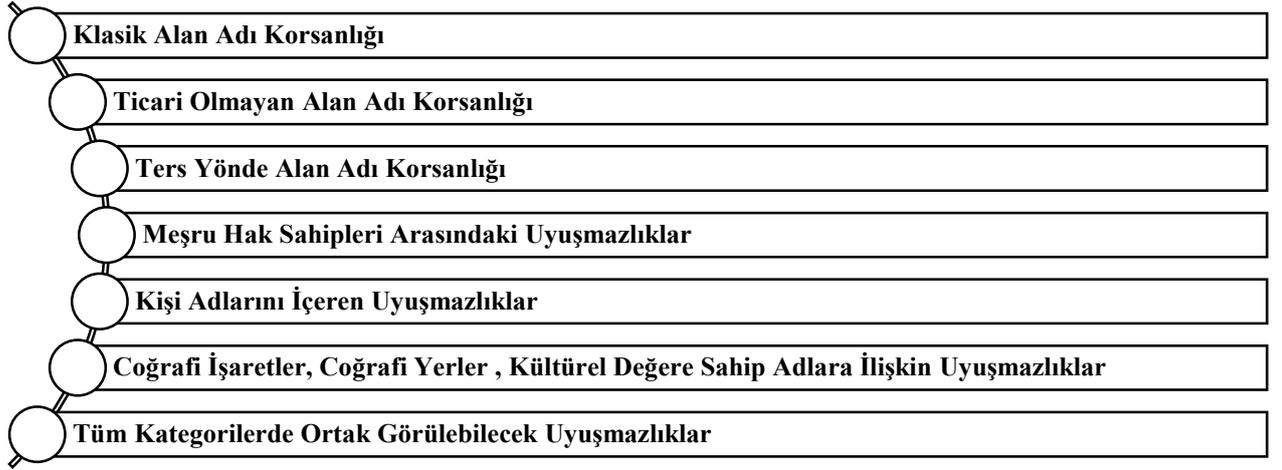 Klasik Alan Adı Korsanlığı
Ticari Olmayan Alan Adı Korsanlığı
Ters Yönde Alan Adı Korsanlığı
Meşru Hak Sahipleri Arasındaki Uyuşmazlıklar
Kişi Adlarını İçeren Uyuşmazlıklar
Coğrafi İşaretler, Coğrafi Yerler , Kültürel Değere Sahip Adlara İlişkin Uyuşmazlıklar
Tüm Kategorilerde Ortak Görülebilecek Uyuşmazlıklar